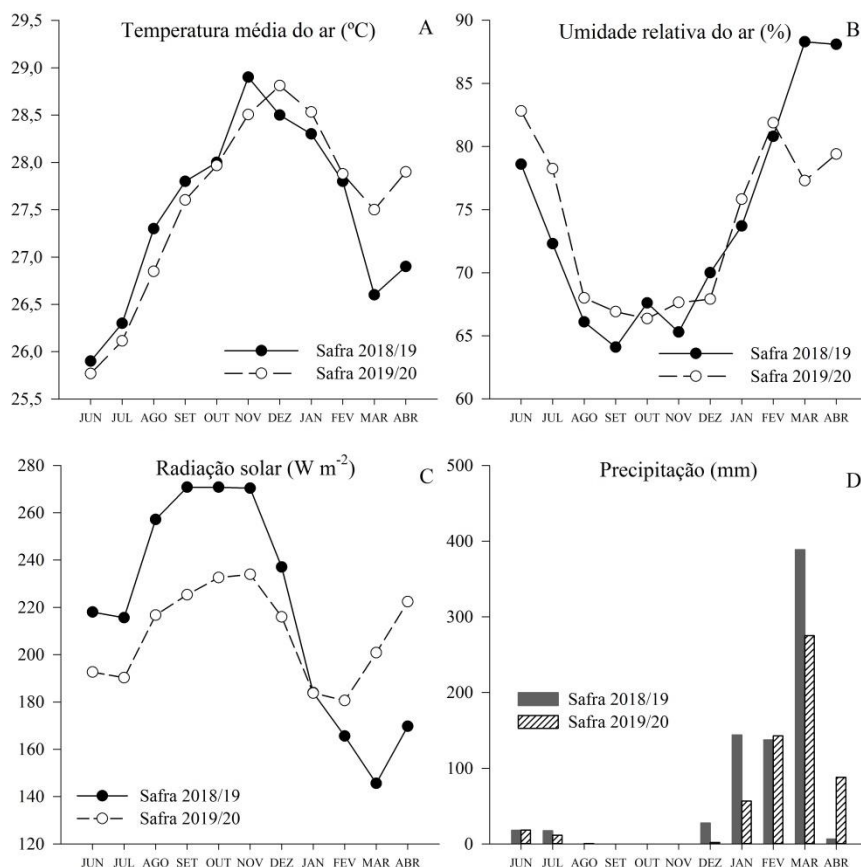 Temperatura média do ar (ºC)
A
29,5
29,0
28,5
28,0
27,5
27,0
26,5
26,0
25,5
Safra 2018/19
Safra 2019/20
JUN JUL AGO SET OUT NOV DEZ JAN FEV MAR ABR
Umidade relativa do ar (%)
B
90
85
80
75
70
65
60
Safra 2018/19
Safra 2019/20
JUN JUL AGO SET OUT NOV DEZ JAN FEV MAR ABR
Radiação solar (W m⁻²)
C
280
260
240
220
200
180
160
140
120
Safra 2018/19
Safra 2019/20
JUN JUL AGO SET OUT NOV DEZ JAN FEV MAR ABR
Precipitação (mm)
D
500
400
300
200
100
0
Safra 2018/19
Safra 2019/20
JUN JUL AGO SET OUT NOV DEZ JAN FEV MAR ABR